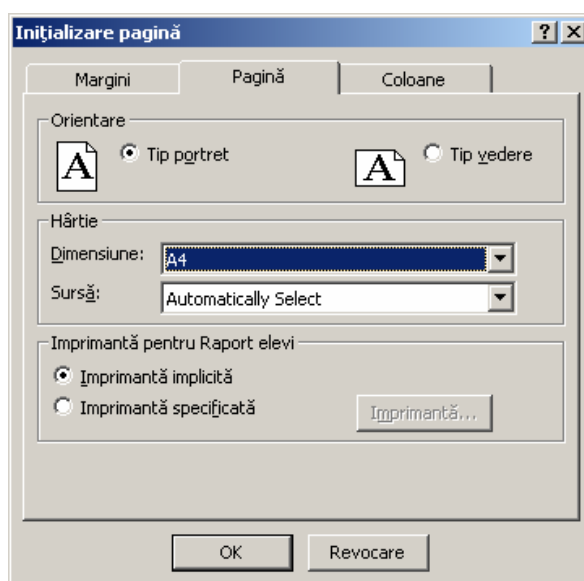 Iniţializare pagină
Margini Pagină Coloane
Orientare
A Tip portret A Tip vedere
Hârtie
Dimensiune: A4
Sursă: Automatically Select
Imprimantă pentru Raport elevi
Imprimantă implicită
Imprimantă specificată Imprimantă...
OK Revocare